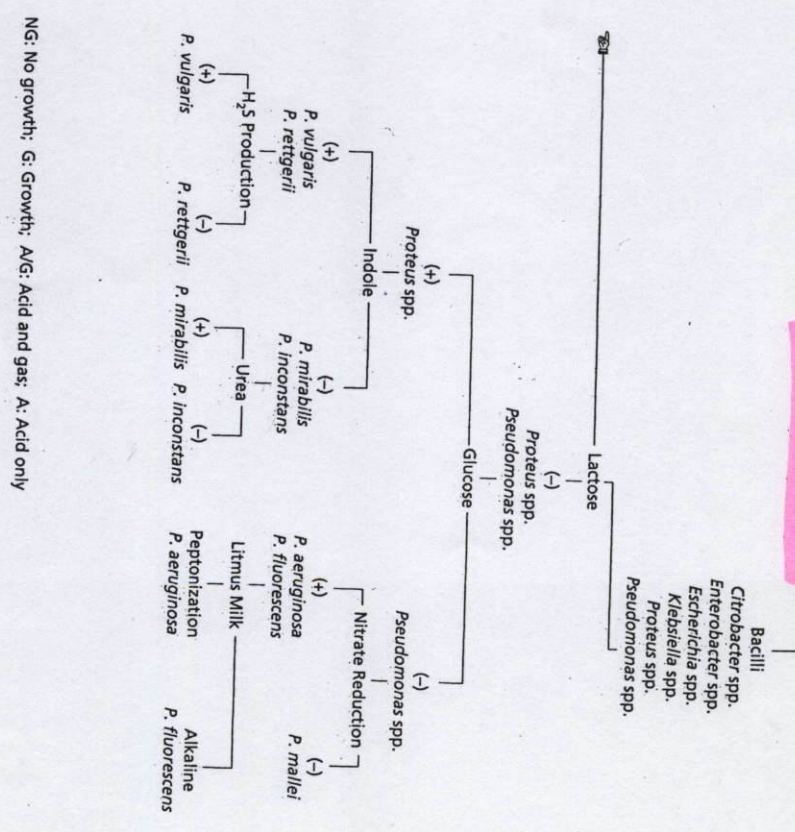 Bacilli
Citrobacter spp.
Enterobacter spp.
Escherichia spp.
Klebsiella spp.
Proteus spp.
Pseudomonas spp.
Lactose
(−)
Proteus spp.
Pseudomonas spp.
Glucose
(+)
Proteus spp.
(−)
Pseudomonas spp.
Indole
Nitrate Reduction
(+)
P. vulgaris
P. rettgerii
(−)
P. mirabilis
P. inconstans
(+)
P. aeruginosa
P. fluorescens
(−)
P. mallei
H₂S Production
Urea
Litmus Milk
(+)
P. vulgaris
(−)
P. rettgerii
(+)
P. mirabilis
(−)
P. inconstans
Peptonization
P. aeruginosa
Alkaline
P. fluorescens
NG: No growth; G: Growth; A/G: Acid and gas; A: Acid only